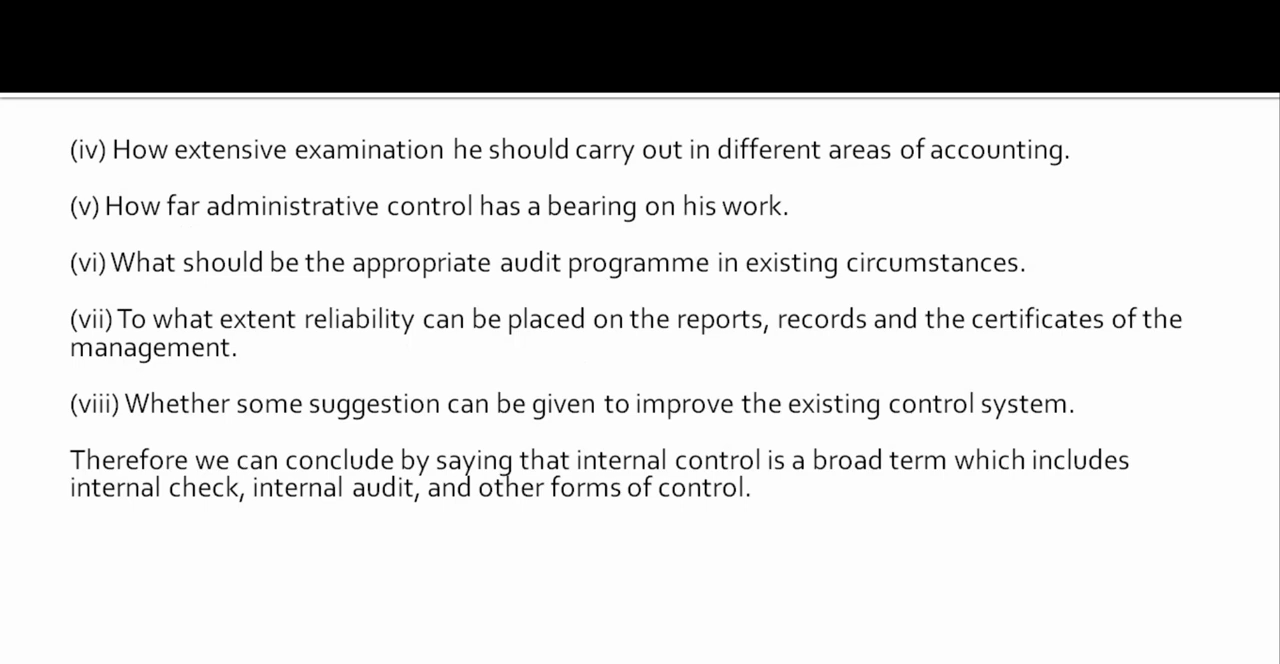 (iv) How extensive examination he should carry out in different areas of accounting.
(v) How far administrative control has a bearing on his work.
(vi) What should be the appropriate audit programme in existing circumstances.
(vii) To what extent reliability can be placed on the reports, records and the certificates of the
management.
(viii) Whether some suggestion can be given to improve the existing control system.
Therefore we can conclude by saying that internal control is a broad term which includes
internal check, internal audit, and other forms of control.